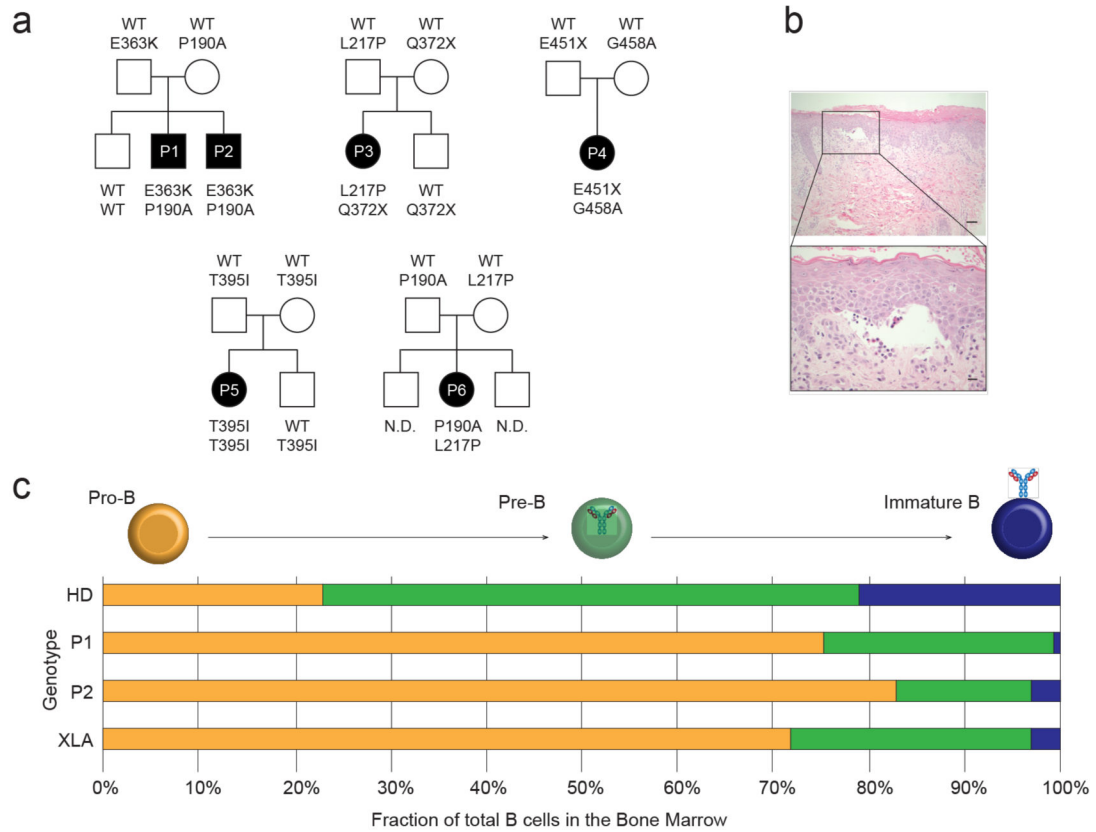 a
b
WT WT
E363K P190A
WT WT
L217P Q372X
WT WT
E451X G458A
P1 P2
P3
P4
WT E363K E363K
WT P190A P190A
L217P WT
Q372X Q372X
E451X
G458A
WT WT
T395I T395I
WT WT
P190A L217P
P5
P6
T395I WT
T395I T395I
N.D. P190A N.D.
L217P
c
Pro-B
Pre-B
Immature B
Genotype
HD
P1
P2
XLA
0% 10% 20% 30% 40% 50% 60% 70% 80% 90% 100%
Fraction of total B cells in the Bone Marrow